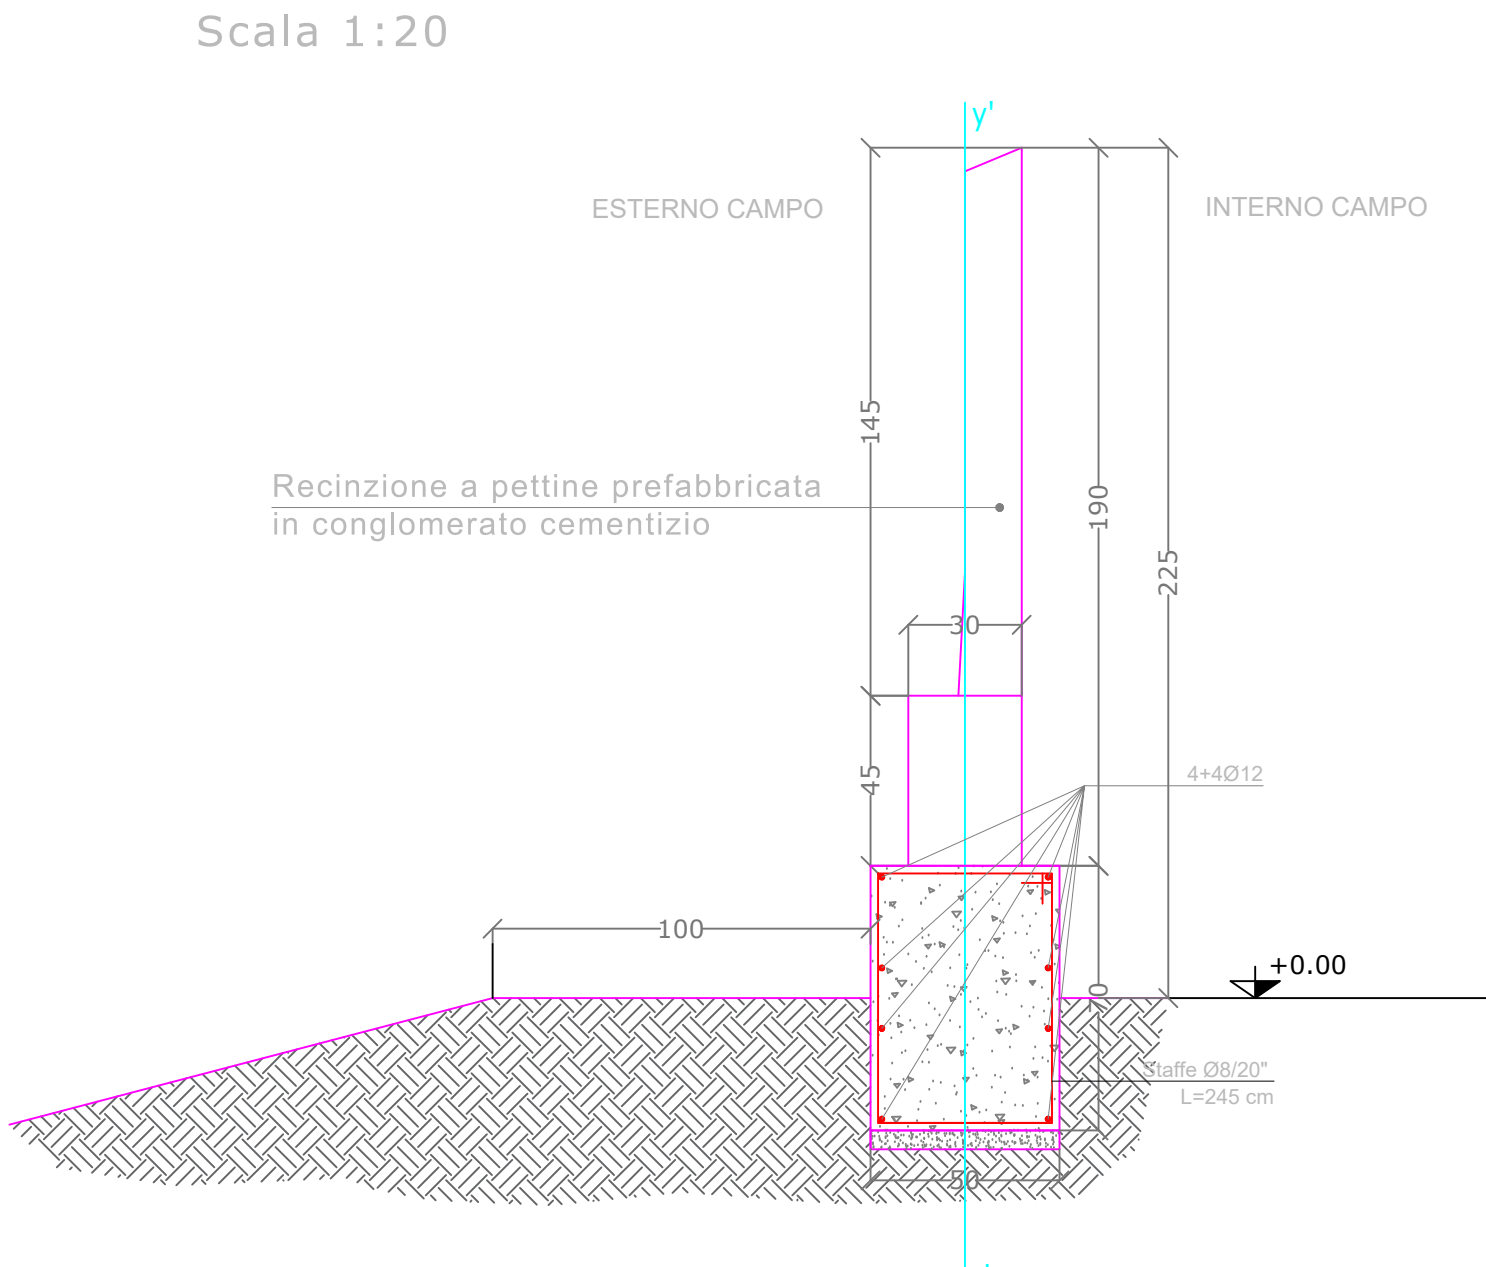 Scala 1:20
y'
ESTERNO CAMPO
INTERNO CAMPO
145
Recinzione a pettine prefabbricata
in conglomerato cementizio
190
225
30
45
4+4Ø12
100
+0.00
Staffe Ø8/20"
L=245 cm
50